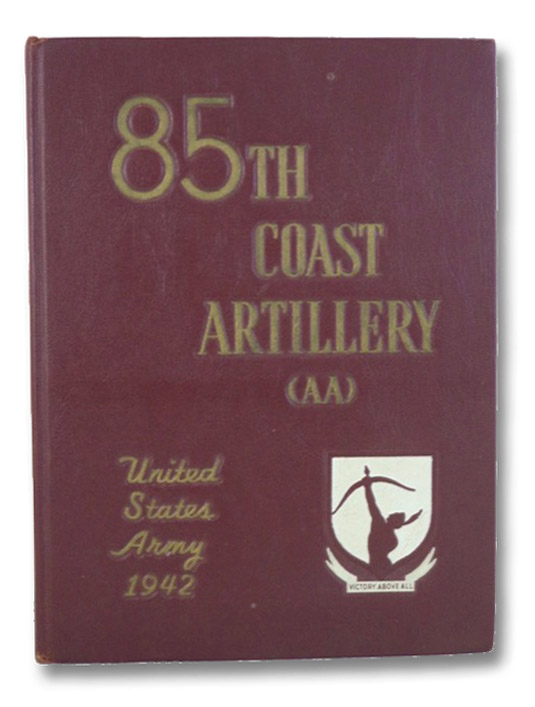 85TH
COAST
ARTILLERY
(AA)
United
States
Army
1942
VICTORY ABOVE ALL